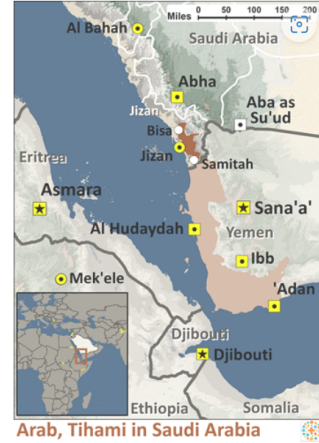 Miles 0 50 100 150 200
Al Bahah
Saudi Arabia
Abha
Jizan
Aba as
Su'ud
Bisa
Jizan
Samitah
Eritrea
Asmara
Sana'a'
Al Hudaydah
Yemen
Ibb
Mek'ele
'Adan
Djibouti
Djibouti
Ethiopia
Somalia
Arab, Tihami in Saudi Arabia